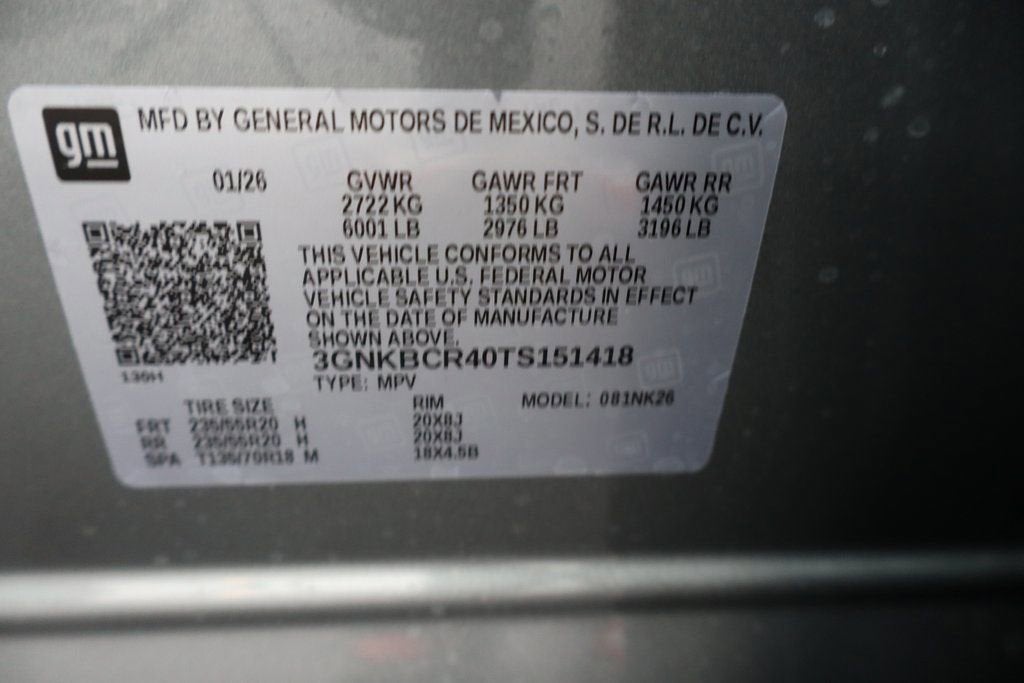 gm
MFD BY GENERAL MOTORS DE MEXICO, S. DE R.L. DE C.V.
01/26 GVWR GAWR FRT GAWR RR
2722 KG 1350 KG 1450 KG
6001 LB 2976 LB 3196 LB
THIS VEHICLE CONFORMS TO ALL
APPLICABLE U.S. FEDERAL MOTOR
VEHICLE SAFETY STANDARDS IN EFFECT
ON THE DATE OF MANUFACTURE
SHOWN ABOVE.
3GNKBCR40TS151418
130H
TYPE: MPV
TIRE SIZE RIM MODEL: 081NK26
FRT 235/55R20 H 20X8J
RR 235/55R20 H 20X8J
SPA T135/70R18 M 18X4.5B